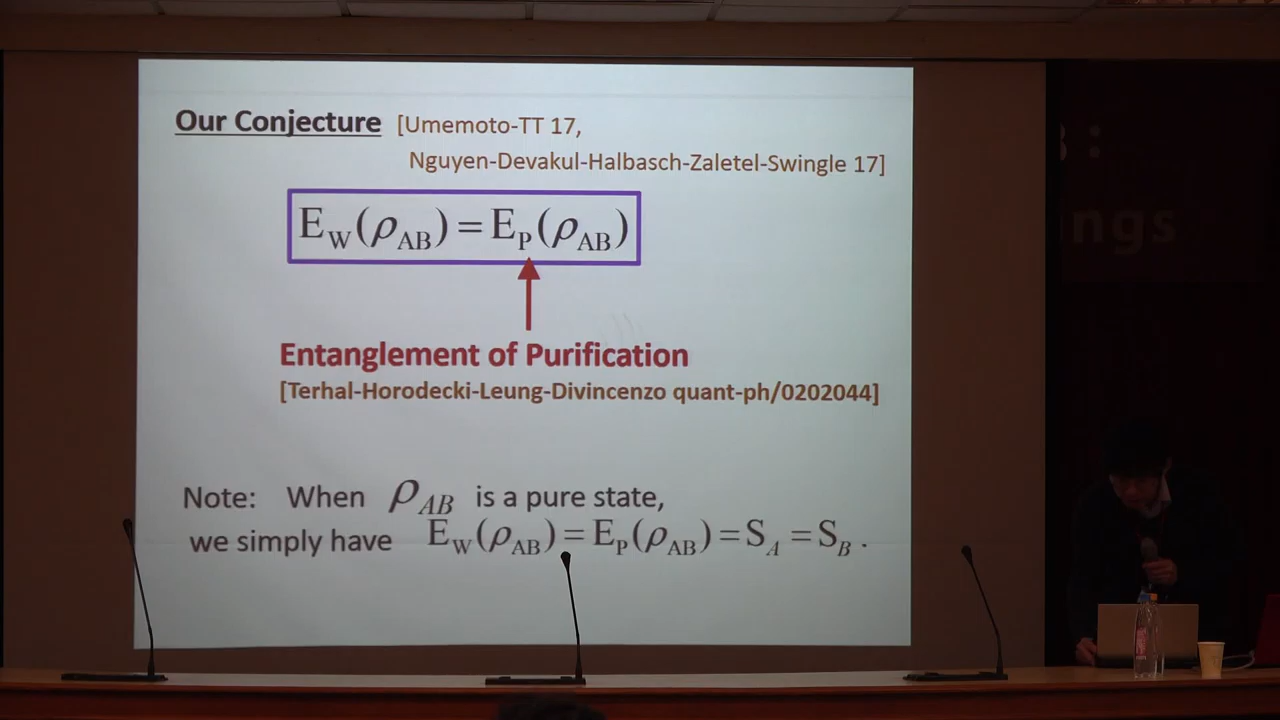 Our Conjecture [Umemoto-TT 17,
Nguyen-Devakul-Halbasch-Zaletel-Swingle 17]
E_W(ρ_AB) = E_P(ρ_AB)
Entanglement of Purification
[Terhal-Horodecki-Leung-Divincenzo quant-ph/0202044]
Note: When ρ_AB is a pure state,
we simply have E_W(ρ_AB) = E_P(ρ_AB) = S_A = S_B .
ngs